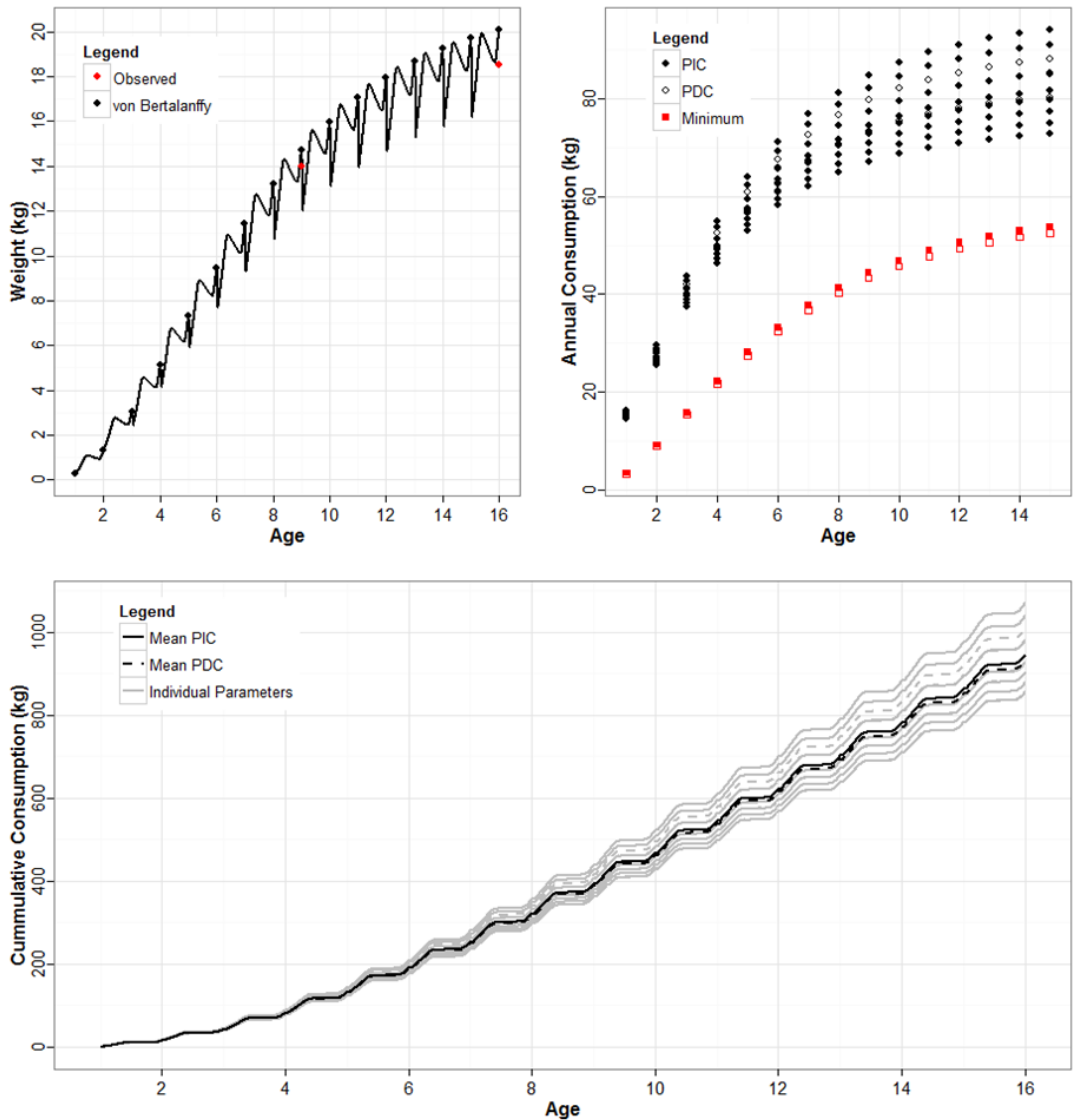 Legend
Observed
von Bertalanffy
Weight (kg)
0
2
4
6
8
10
12
14
16
18
20
2 4 6 8 10 12 14 16
Age
Legend
PIC
PDC
Minimum
Annual Consumption (kg)
0
20
40
60
80
2 4 6 8 10 12 14
Age
Legend
Mean PIC
Mean PDC
Individual Parameters
Cummulative Consumption (kg)
0
200
400
600
800
1000
2 4 6 8 10 12 14 16
Age